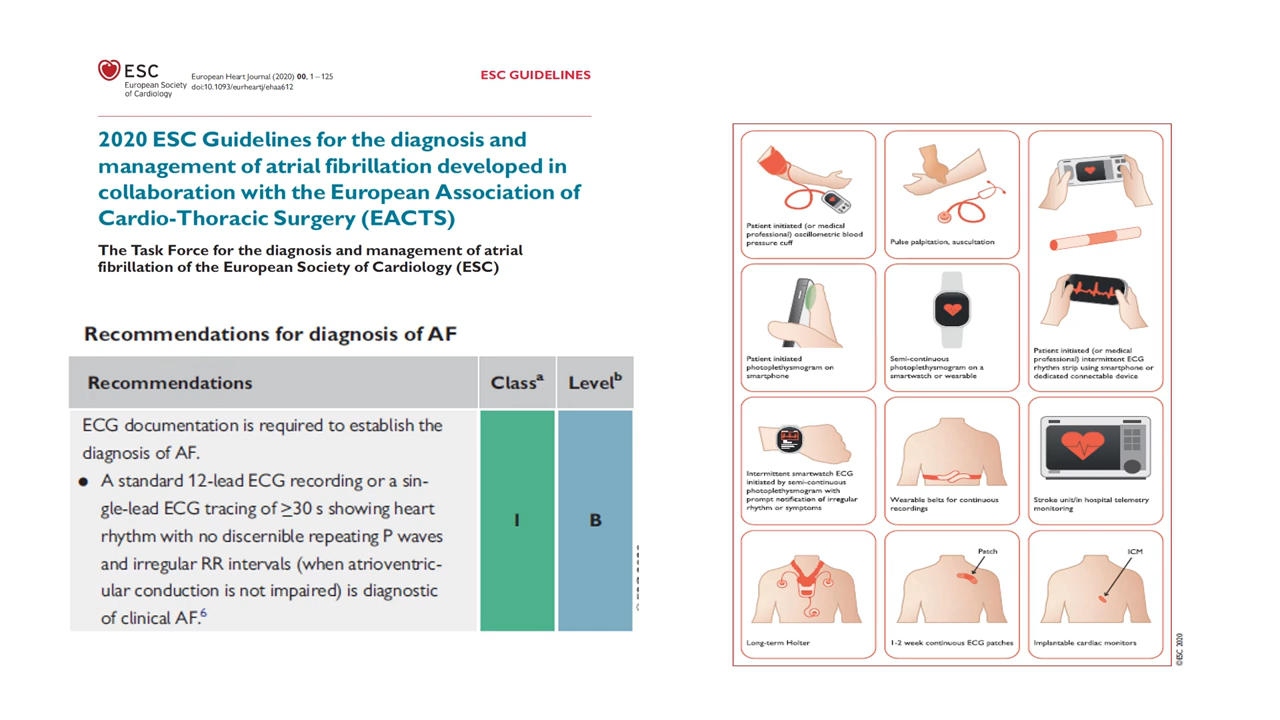 ESC
European Society
of Cardiology
European Heart Journal (2020) 00, 1–125
doi:10.1093/eurheartj/ehaa612
ESC GUIDELINES
2020 ESC Guidelines for the diagnosis and
management of atrial fibrillation developed in
collaboration with the European Association of
Cardio-Thoracic Surgery (EACTS)
The Task Force for the diagnosis and management of atrial
fibrillation of the European Society of Cardiology (ESC)
Recommendations for diagnosis of AF
Recommendations Classᵃ Levelᵇ
ECG documentation is required to establish the
diagnosis of AF.
● A standard 12-lead ECG recording or a sin-
gle-lead ECG tracing of ≥30 s showing heart
rhythm with no discernible repeating P waves
and irregular RR intervals (when atrioventric-
ular conduction is not impaired) is diagnostic
of clinical AF.⁶
I B
Patient initiated (or medical
professional) oscillometric blood
pressure cuff
Pulse palpitation, auscultation
Patient initiated
photoplethysmogram on
smartphone
Semi-continuous
photoplethysmogram on a
smartwatch or wearable
Patient initiated (or medical
professional) intermittent ECG
rhythm strip using smartphone or
dedicated connectable device
Intermittent smartwatch ECG
initiated by semi-continuous
photoplethysmogram with
prompt notification of irregular
rhythm or symptoms
Wearable belts for continuous
recordings
Stroke unit/in hospital telemetry
monitoring
Long-term Holter
Patch
1-2 week continuous ECG patches
ICM
Implantable cardiac monitors
©ESC 2020